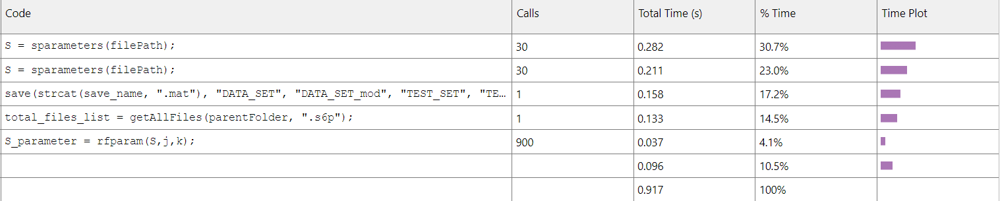 Code Calls Total Time (s) % Time Time Plot
S = sparameters(filePath); 30 0.282 30.7%
S = sparameters(filePath); 30 0.211 23.0%
save(strcat(save_name, ".mat"), "DATA_SET", "DATA_SET_mod", "TEST_SET", "TE… 1 0.158 17.2%
total_files_list = getAllFiles(parentFolder, ".s6p"); 1 0.133 14.5%
S_parameter = rfparam(S,j,k); 900 0.037 4.1%
0.096 10.5%
0.917 100%